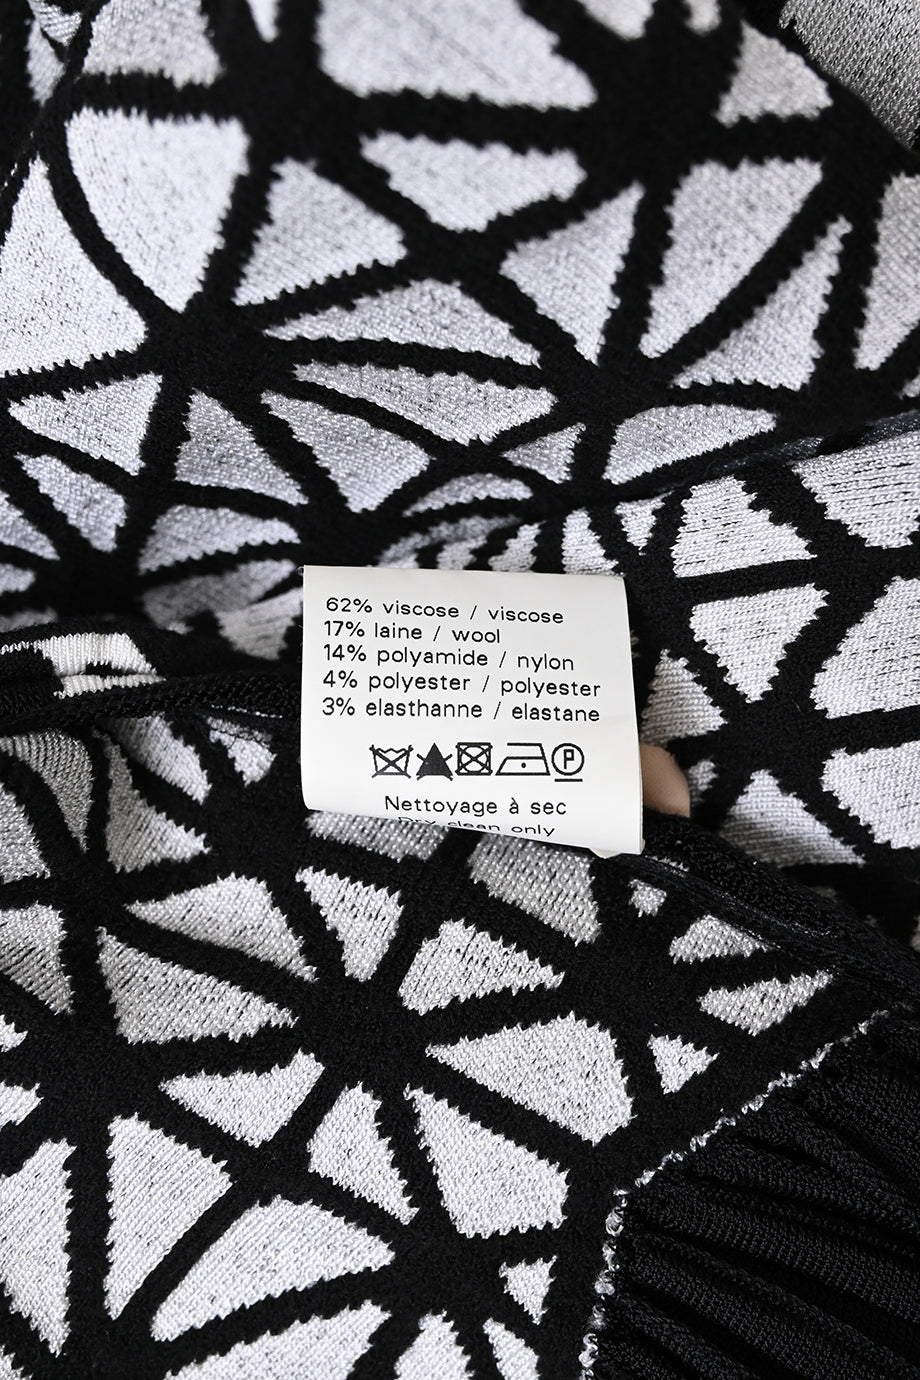 62% viscose / viscose
17% laine / wool
14% polyamide / nylon
4% polyester / polyester
3% elasthanne / elastane
P
Nettoyage à sec
Dry clean only